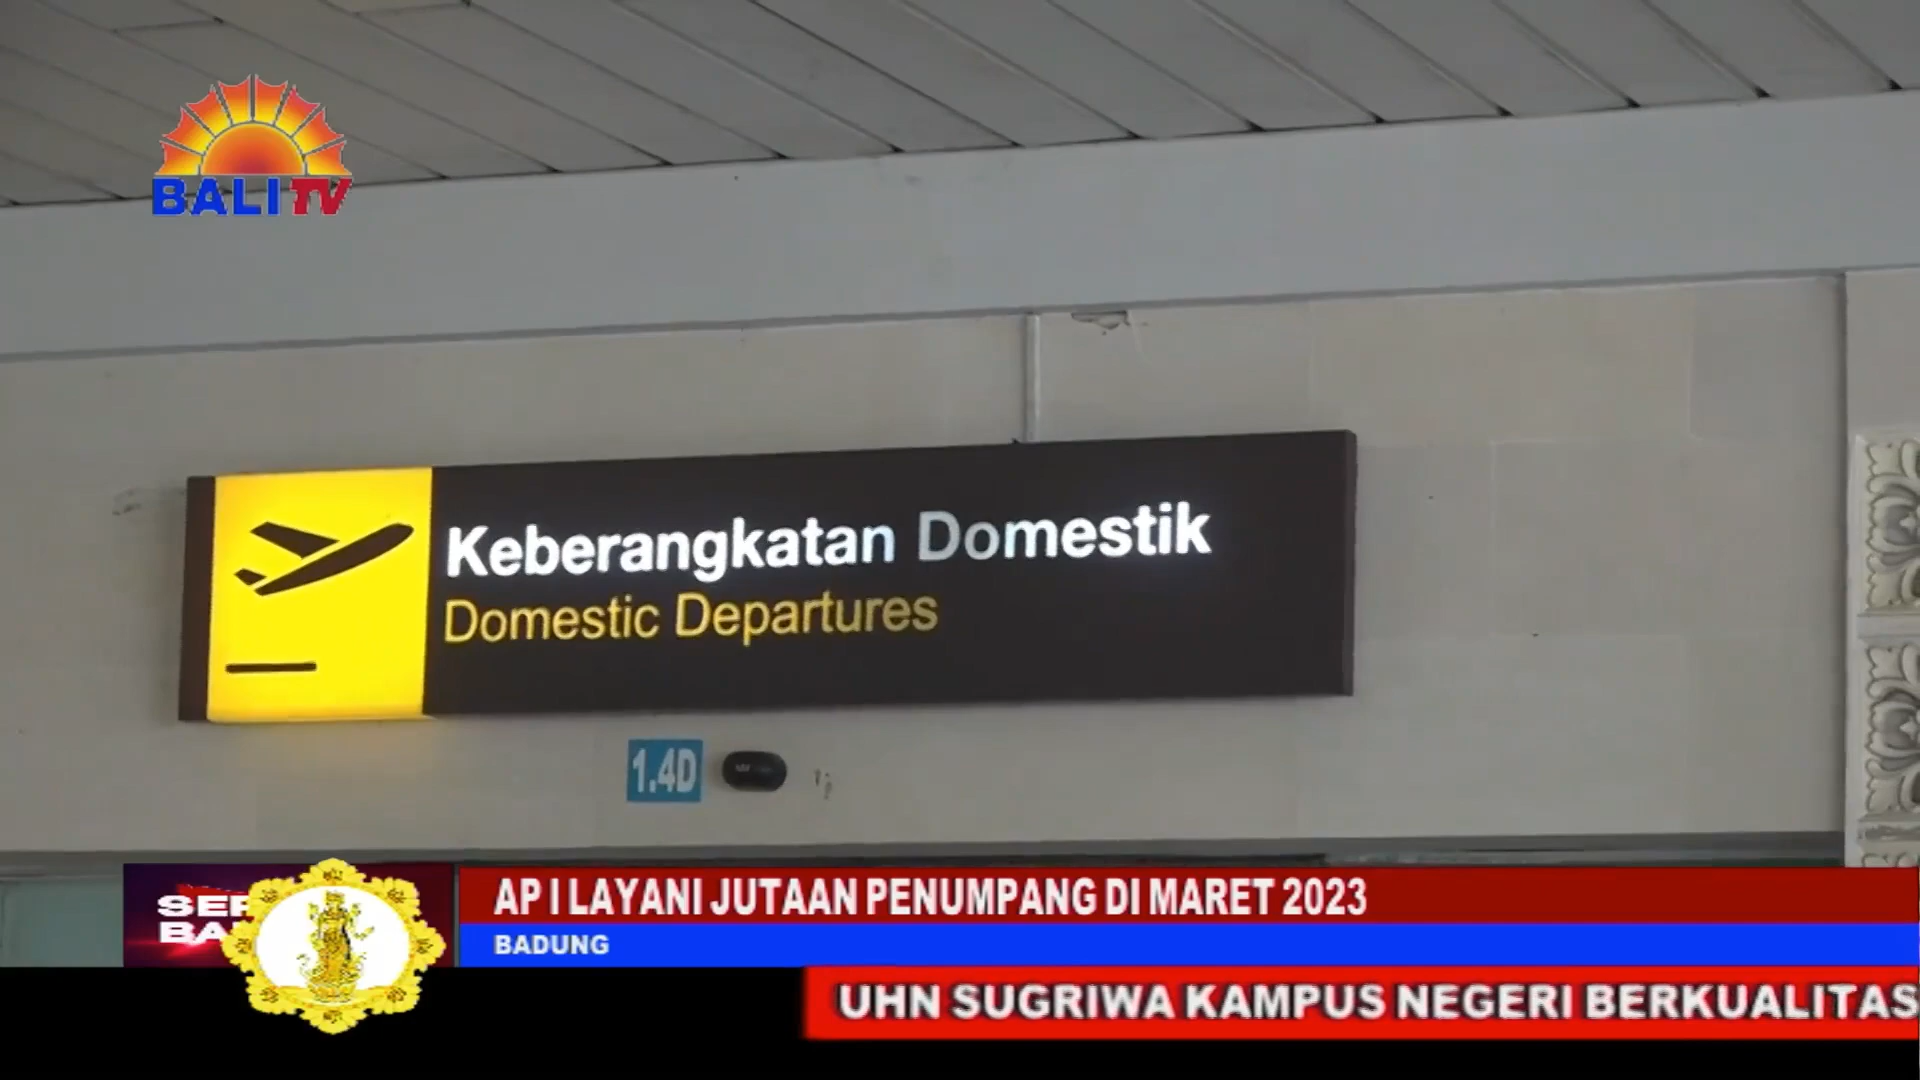 BALI TV
Keberangkatan Domestik
Domestic Departures
1.4D
AP I LAYANI JUTAAN PENUMPANG DI MARET 2023
BADUNG
UHN SUGRIWA KAMPUS NEGERI BERKUALITAS